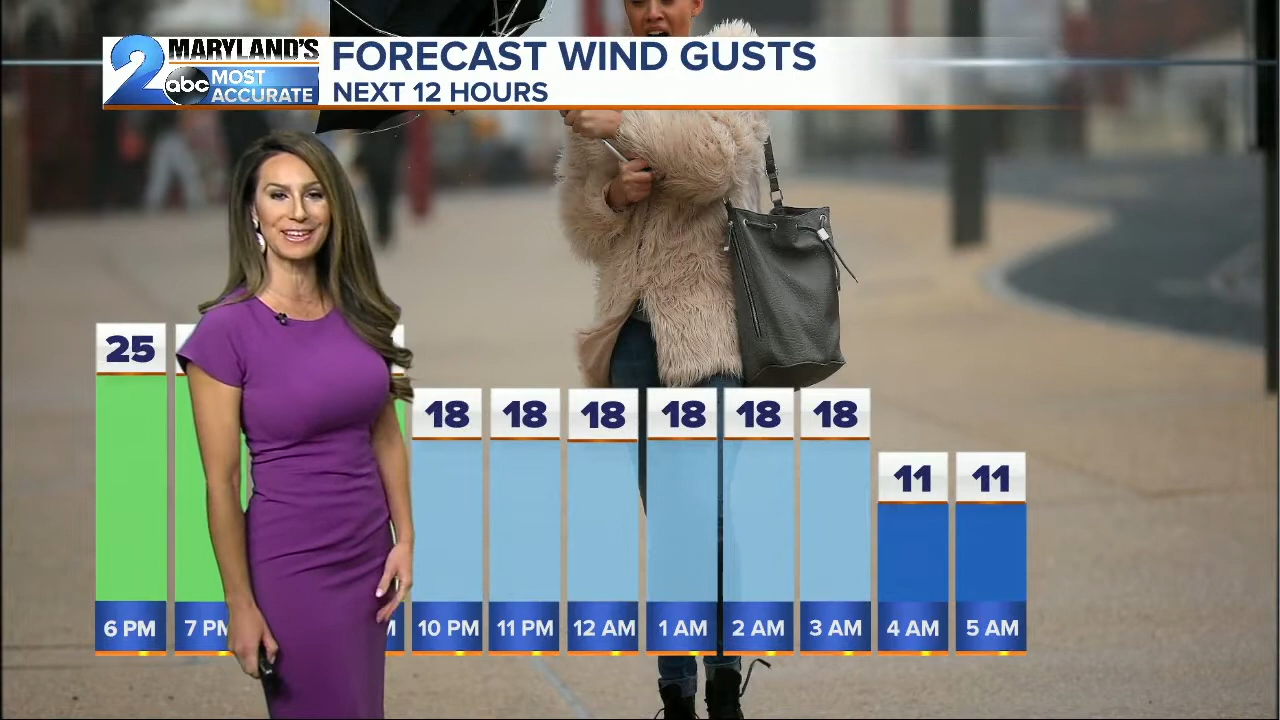 2
abc
MARYLAND'S
MOST
ACCURATE
FORECAST WIND GUSTS
NEXT 12 HOURS
25
18
18
18
18
18
18
11
11
6 PM
7 PM
10 PM
11 PM
12 AM
1 AM
2 AM
3 AM
4 AM
5 AM